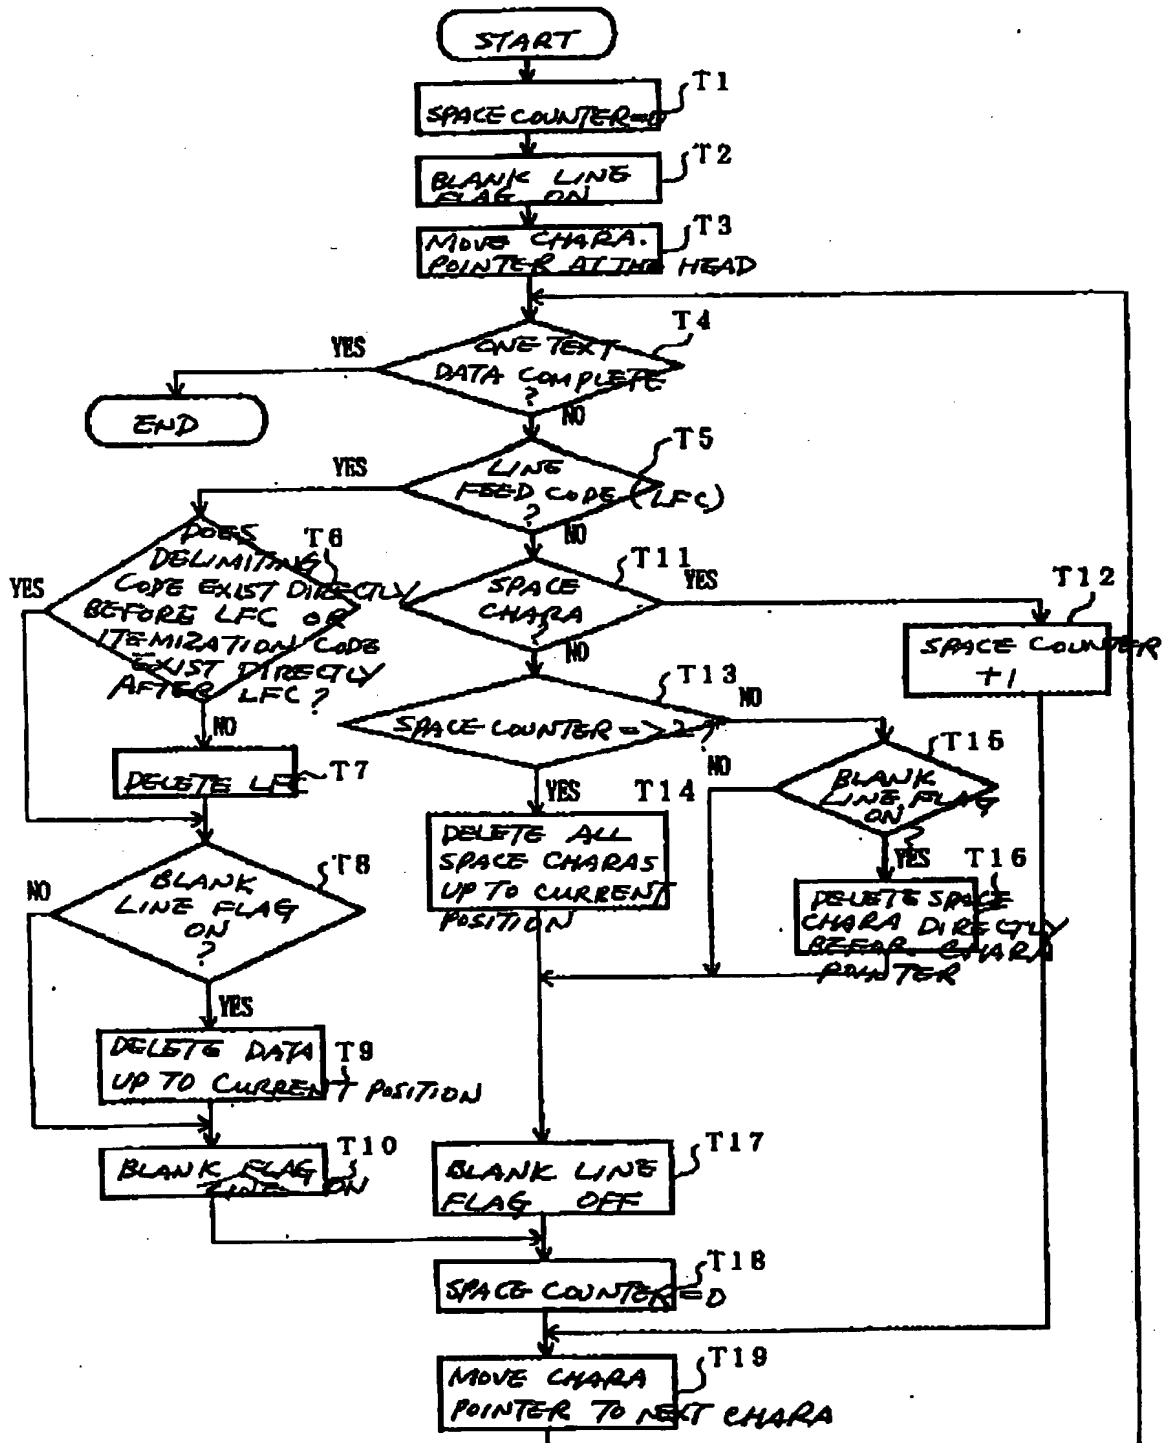 START
T1
SPACE COUNTER=0
T2
BLANK LINE
FLAG ON
T3
MOVE CHARA.
POINTER AT THE HEAD
T4
YES
ONE TEXT
DATA COMPLETE
?
NO
END
T5
YES
LINE
FEED CODE (LFC)
?
NO
T6
DOES
DELIMITING
CODE EXIST DIRECTLY
BEFORE LFC OR
ITEMIZATION CODE
EXIST DIRECTLY
AFTER LFC?
YES
NO
T11
SPACE
CHARA
?
YES
NO
T12
SPACE COUNTER
+1
T13
SPACE COUNTER => 2?
NO
YES
T7
DELETE LFC
T14
DELETE ALL
SPACE CHARAS
UP TO CURRENT
POSITION
T15
NO
BLANK
LINE FLAG
ON
?
YES
T16
DELETE SPACE
CHARA DIRECTLY
BEFOR CHARA
POINTER
T8
NO
BLANK
LINE FLAG
ON
?
YES
T9
DELETE DATA
UP TO CURRENT POSITION
T10
BLANK FLAG
LINE ON
T17
BLANK LINE
FLAG OFF
T18
SPACE COUNTER=0
T19
MOVE CHARA
POINTER TO NEXT CHARA